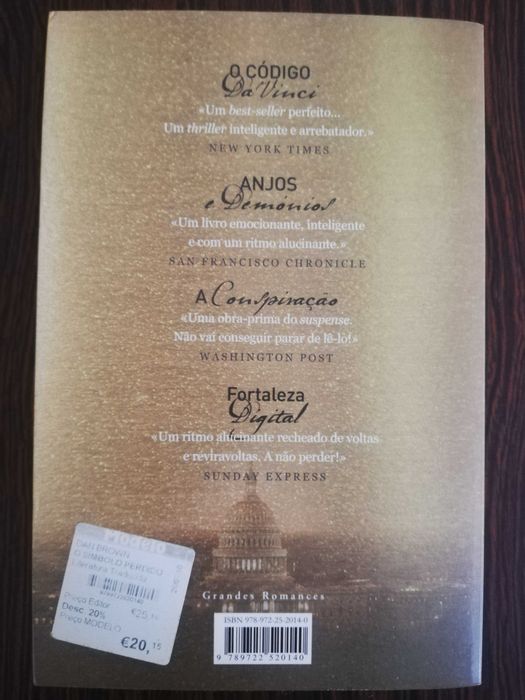 O CÓDIGO
Da Vinci
«Um best-seller perfeito...
Um thriller inteligente e arrebatador.»
NEW YORK TIMES
ANJOS
e Demónios
«Um livro emocionante, inteligente
e com um ritmo alucinante.»
SAN FRANCISCO CHRONICLE
A Conspiração
«Uma obra-prima do suspense.
Não vai conseguir parar de lê-lo!»
WASHINGTON POST
Fortaleza
Digital
«Um ritmo alucinante recheado de voltas
e reviravoltas. A não perder!»
SUNDAY EXPRESS
Modelo
DAN BROWN
O SIMBOLO PERDIDO
Literatura
9789722520140
Preço Editor
Desc. 20%
Preço MODELO
€20,15
Grandes Romances
ISBN 978-972-25-2014-0
9 789722 520140